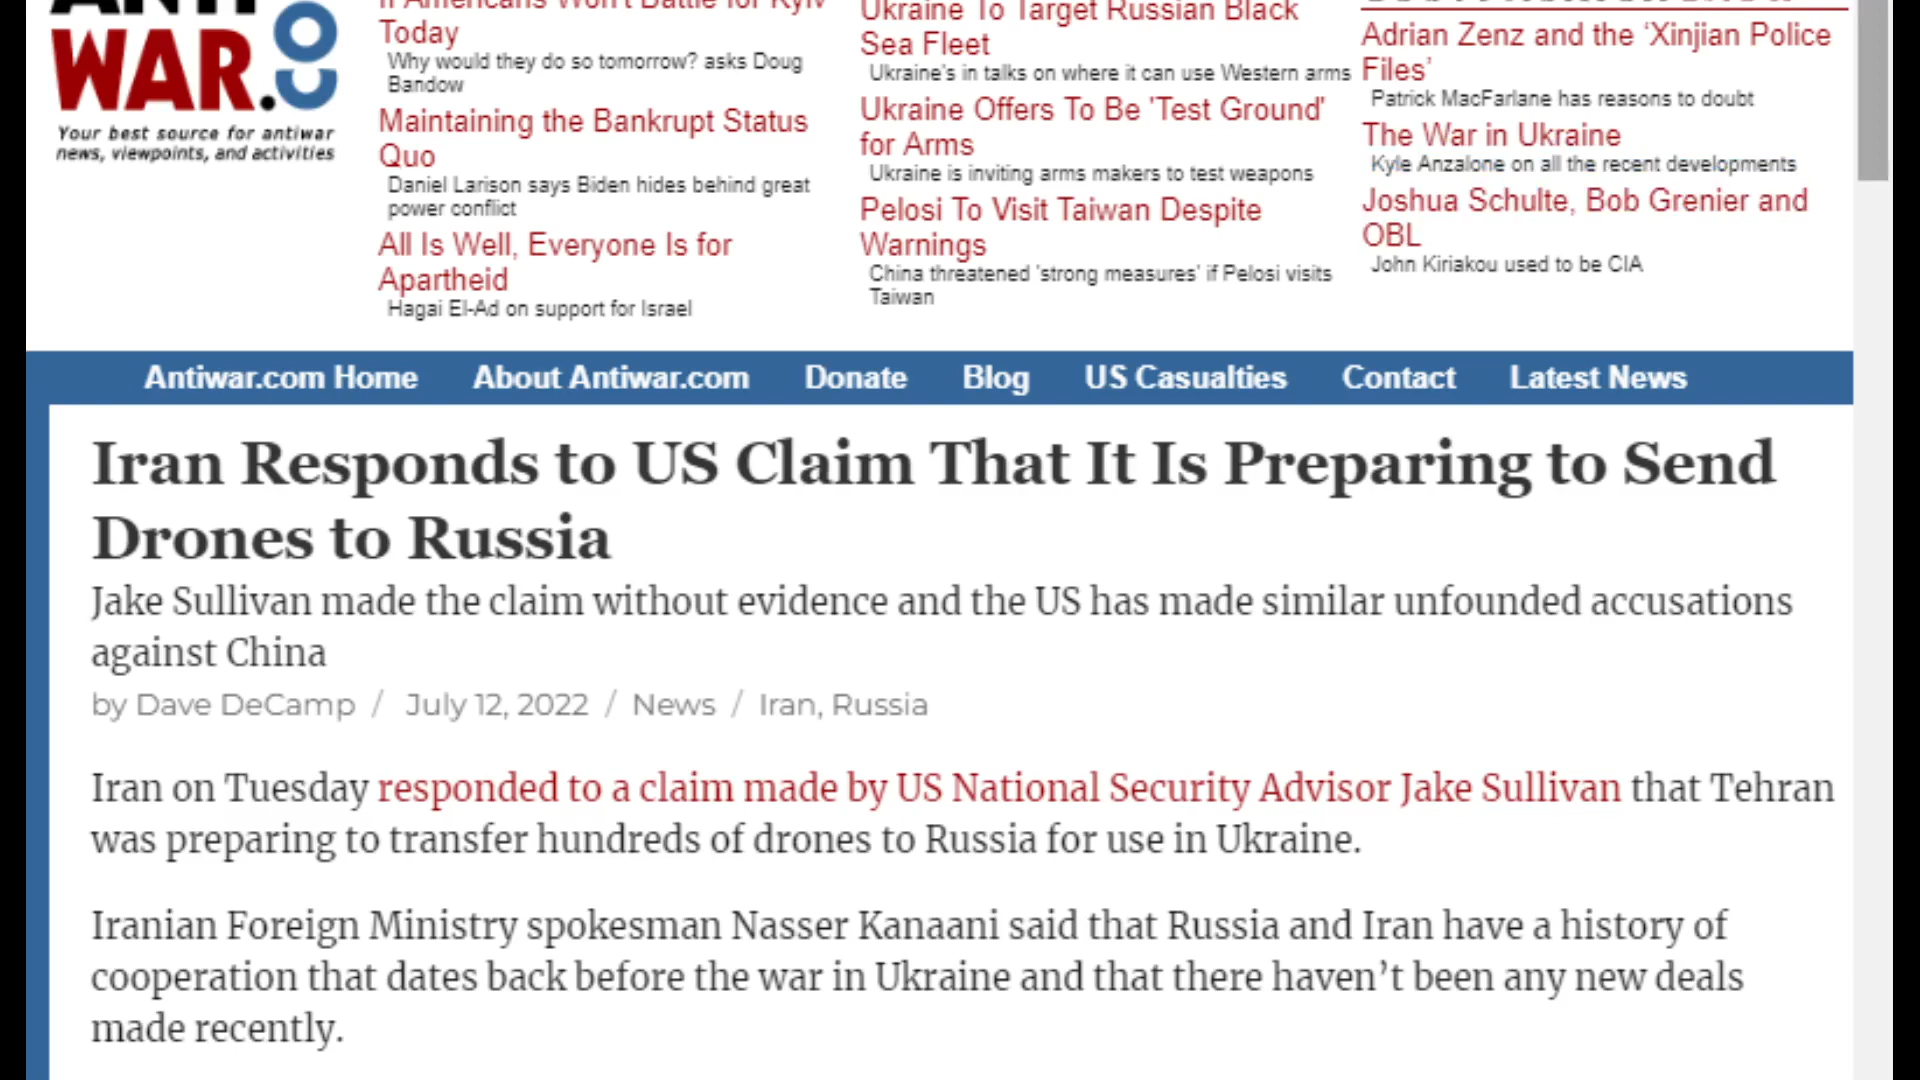 ANTI
WAR.
Your best source for antiwar
news, viewpoints, and activities
If Americans Won't Battle for Kyiv
Today
Why would they do so tomorrow? asks Doug
Bandow
Maintaining the Bankrupt Status
Quo
Daniel Larison says Biden hides behind great
power conflict
All Is Well, Everyone Is for
Apartheid
Hagai El-Ad on support for Israel
Ukraine To Target Russian Black
Sea Fleet
Ukraine's in talks on where it can use Western arms
Ukraine Offers To Be 'Test Ground'
for Arms
Ukraine is inviting arms makers to test weapons
Pelosi To Visit Taiwan Despite
Warnings
China threatened 'strong measures' if Pelosi visits
Taiwan
Adrian Zenz and the ‘Xinjian Police
Files’
Patrick MacFarlane has reasons to doubt
The War in Ukraine
Kyle Anzalone on all the recent developments
Joshua Schulte, Bob Grenier and
OBL
John Kiriakou used to be CIA
Antiwar.com Home About Antiwar.com Donate Blog US Casualties Contact Latest News
Iran Responds to US Claim That It Is Preparing to Send
Drones to Russia
Jake Sullivan made the claim without evidence and the US has made similar unfounded accusations
against China
by Dave DeCamp / July 12, 2022 / News / Iran, Russia
Iran on Tuesday responded to a claim made by US National Security Advisor Jake Sullivan that Tehran
was preparing to transfer hundreds of drones to Russia for use in Ukraine.
Iranian Foreign Ministry spokesman Nasser Kanaani said that Russia and Iran have a history of
cooperation that dates back before the war in Ukraine and that there haven’t been any new deals
made recently.